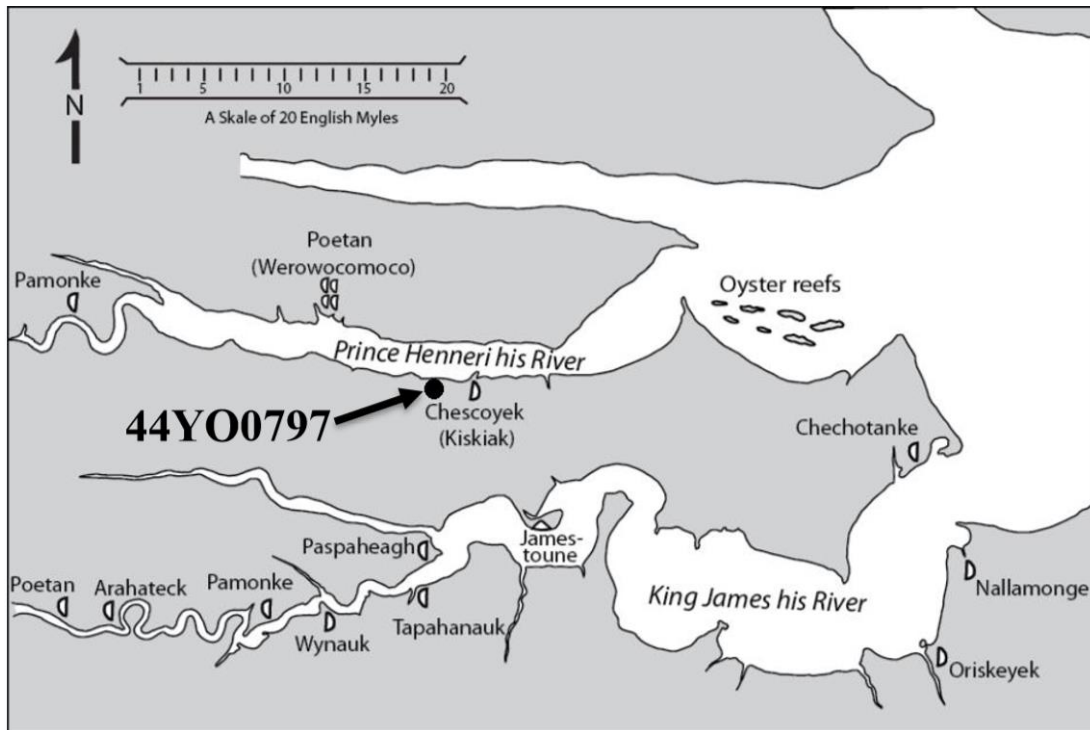 N
1 5 10 15 20
A Skale of 20 English Myles
Poetan
(Werowocomoco)
Pamonke
Oyster reefs
Prince Henneri his River
44YO0797
Chescoyek
(Kiskiak)
Chechotanke
James-
toune
Paspaheagh
Poetan
Arahateck
Pamonke
Wynauk
Tapahanauk
King James his River
Nallamonge
Oriskeyek